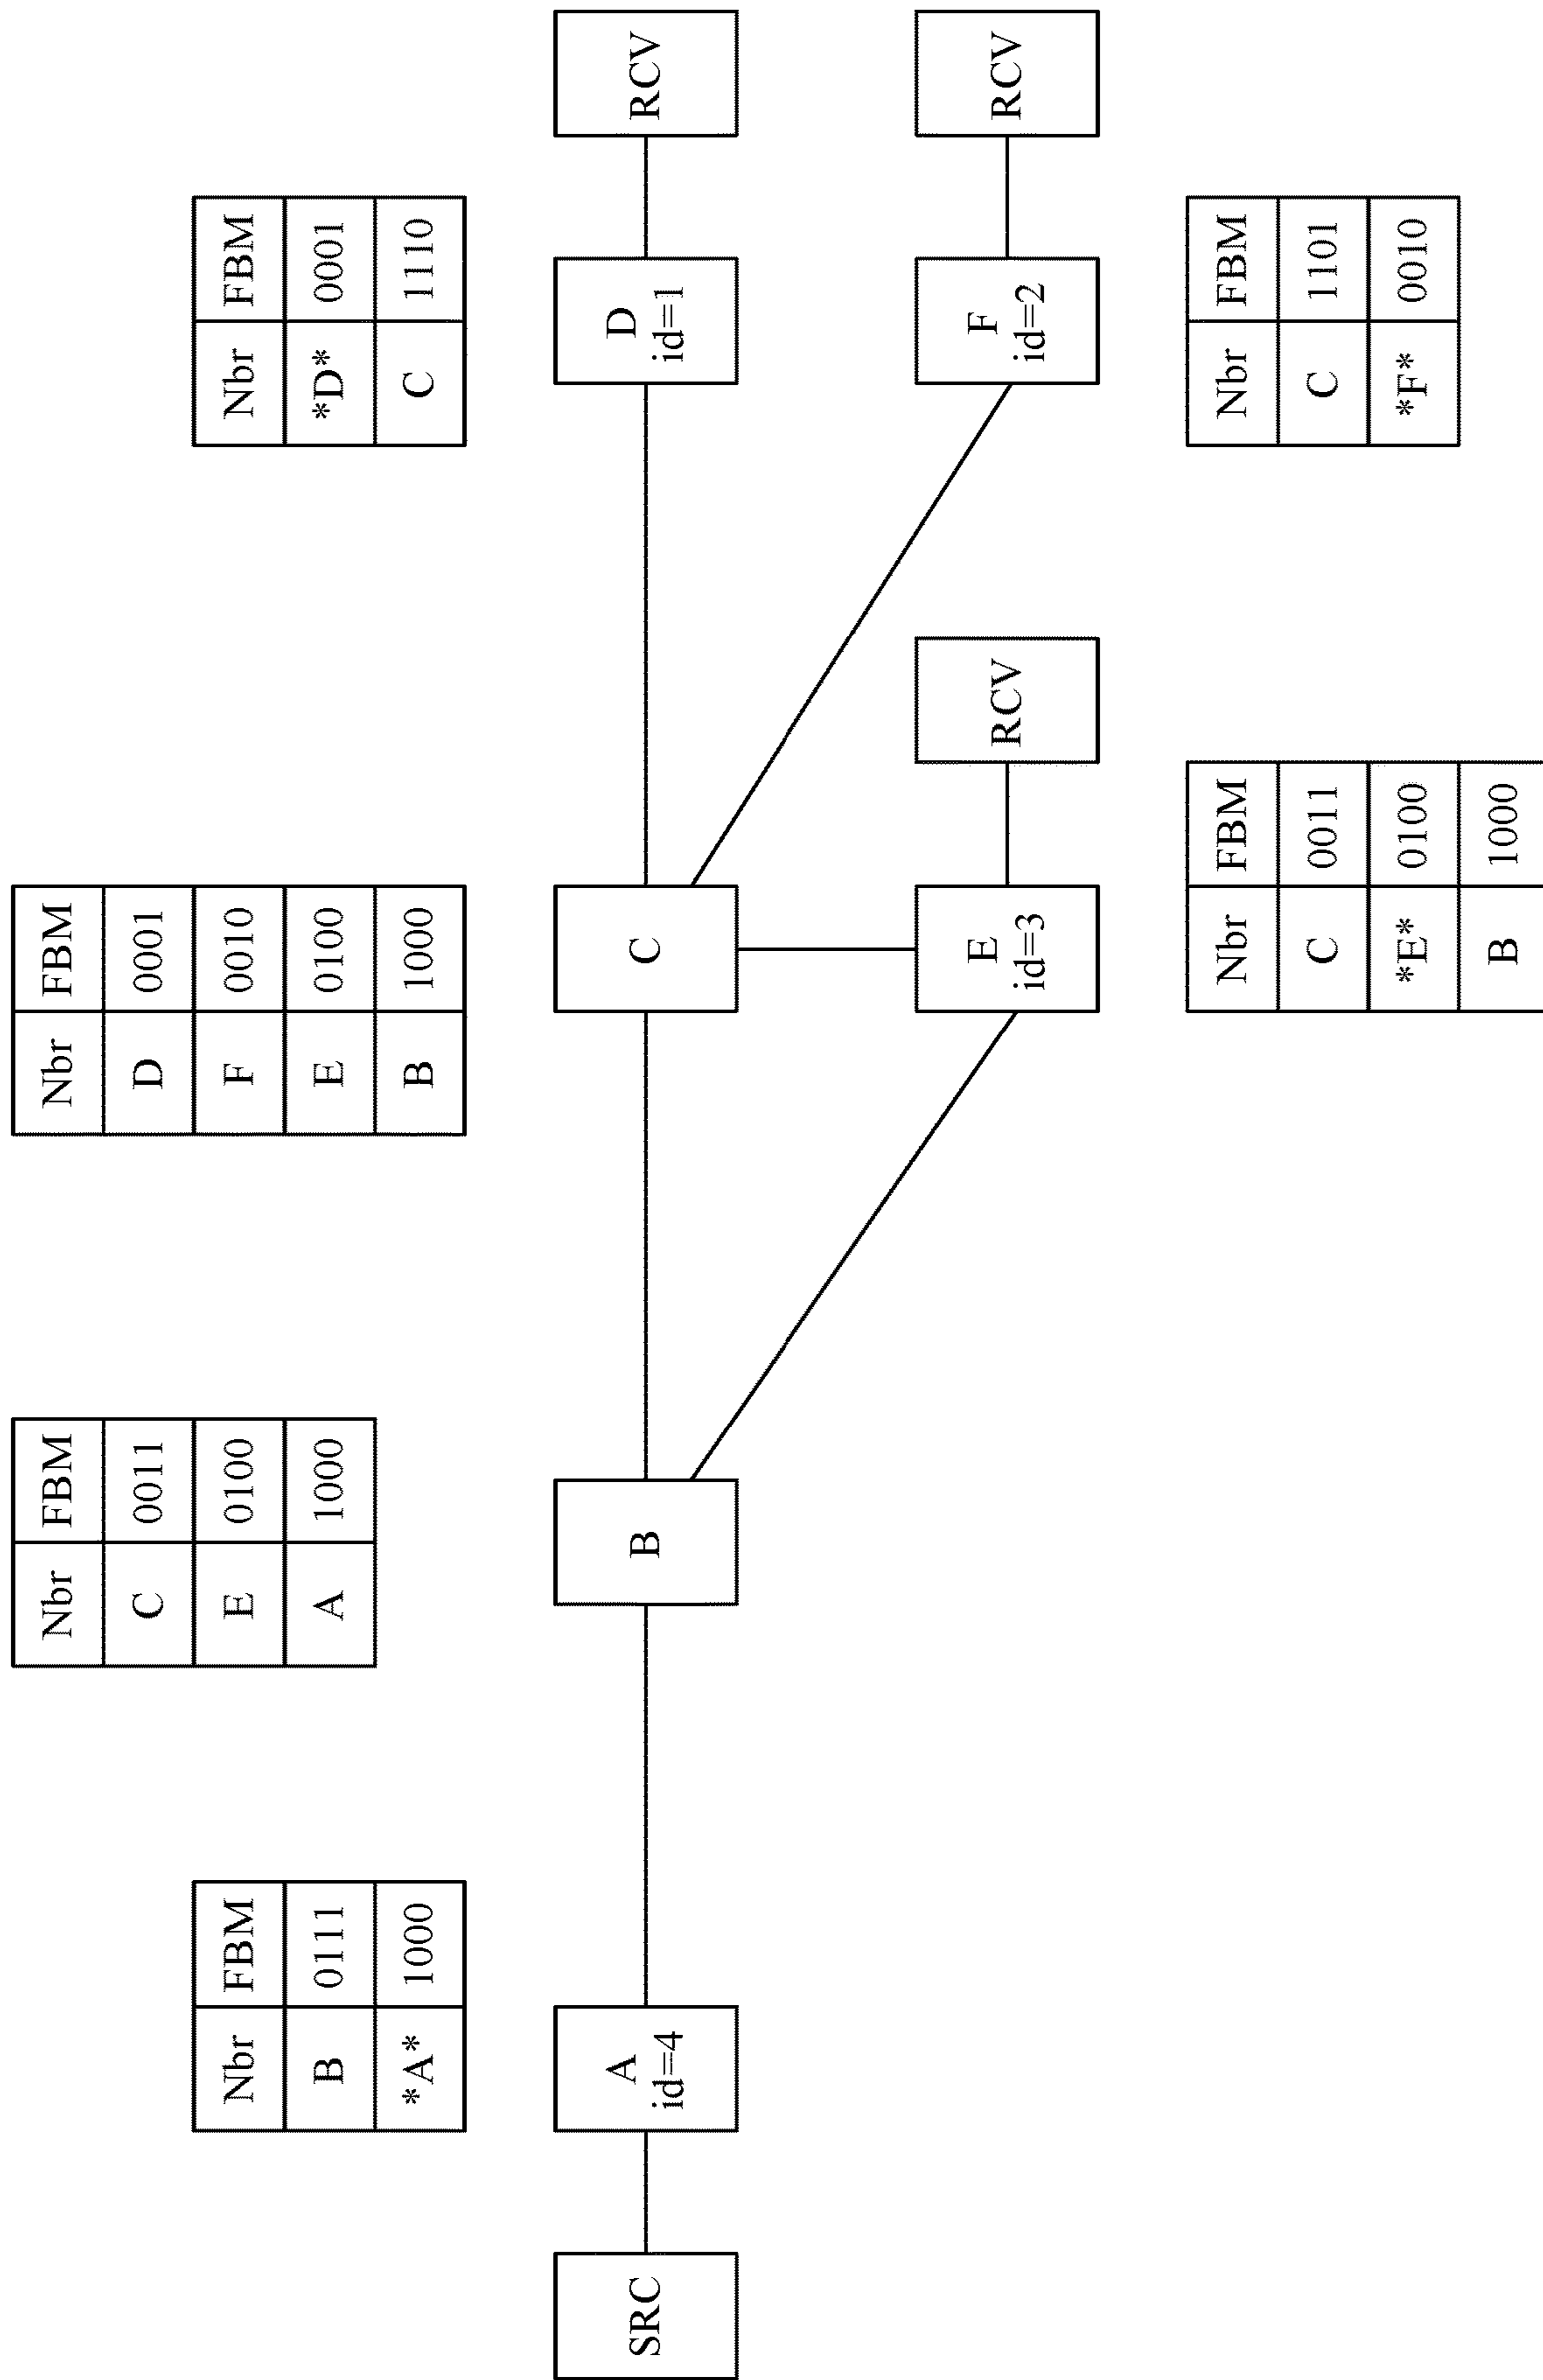 Nbr FBM
B 0111
*A* 1000
Nbr FBM
C 0011
E 0100
A 1000
Nbr FBM
D 0001
F 0010
E 0100
B 1000
Nbr FBM
*D* 0001
C 1110
SRC
A
id=4
B
C
D
id=1
RCV
E
id=3
RCV
F
id=2
RCV
Nbr FBM
C 0011
*E* 0100
B 1000
Nbr FBM
C 1101
*F* 0010